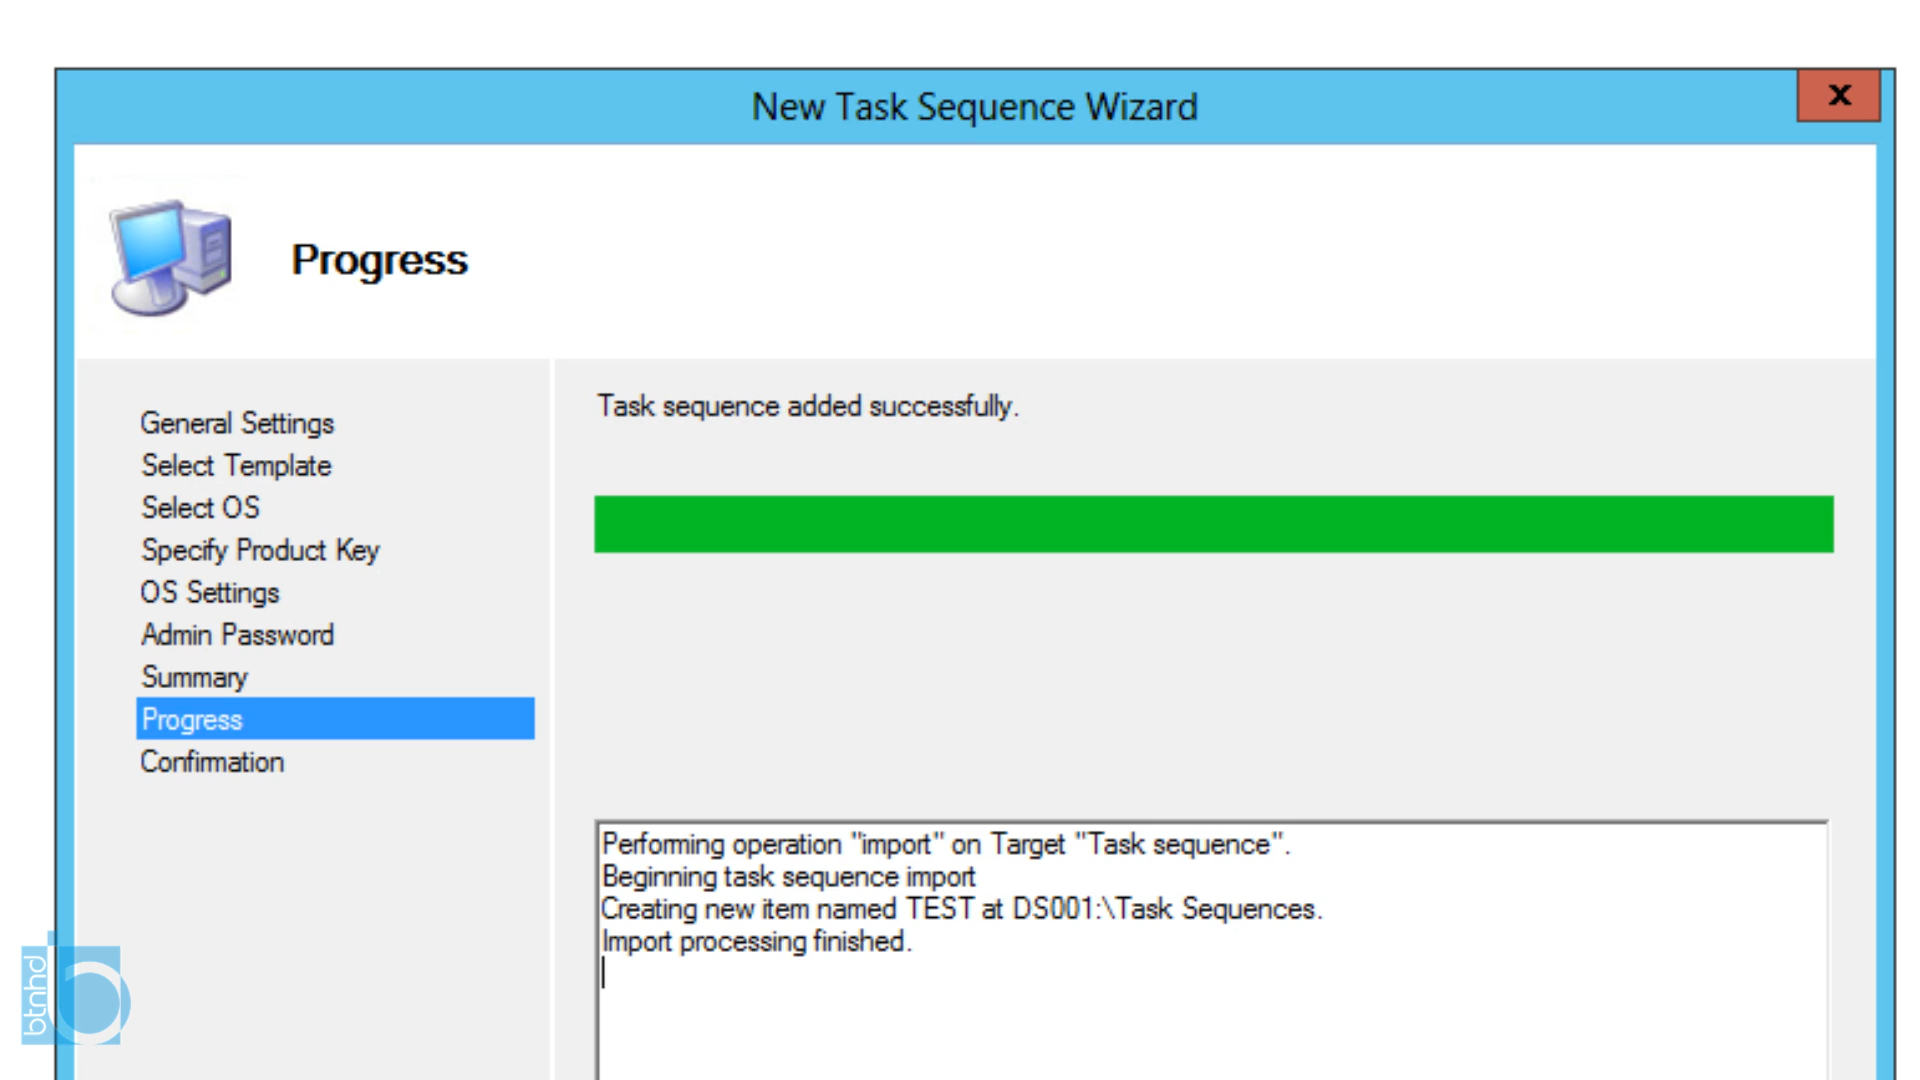 New Task Sequence Wizard
x
Progress
General Settings
Select Template
Select OS
Specify Product Key
OS Settings
Admin Password
Summary
Progress
Confirmation
Task sequence added successfully.
Performing operation "import" on Target "Task sequence".
Beginning task sequence import
Creating new item named TEST at DS001:\Task Sequences.
Import processing finished.
btnhd